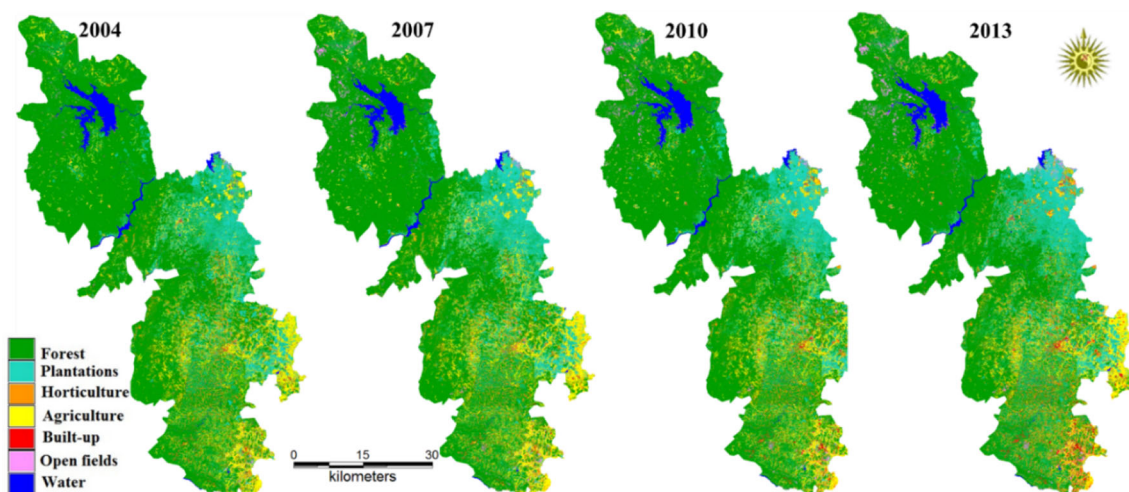 2004 2007 2010 2013
Forest
Plantations
Horticulture
Agriculture
Built-up
Open fields
Water
0 15 30
kilometers